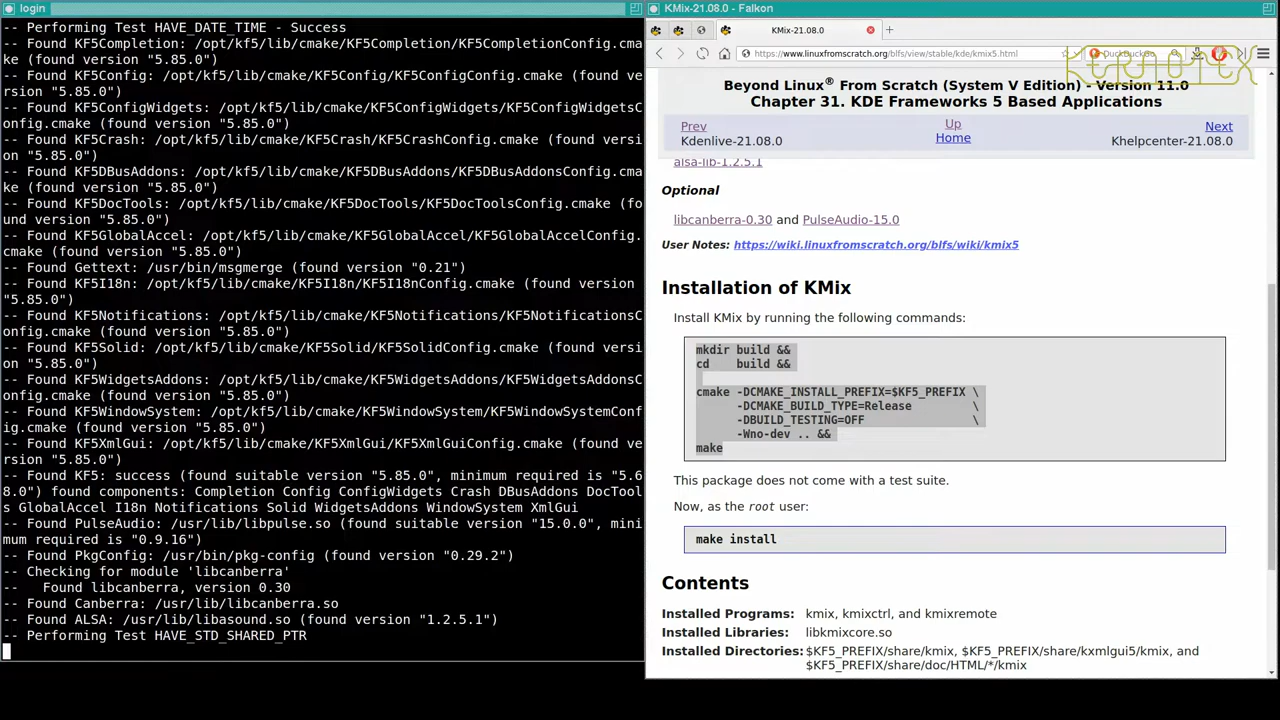 login
-- Performing Test HAVE_DATE_TIME - Success
-- Found KF5Completion: /opt/kf5/lib/cmake/KF5Completion/KF5CompletionConfig.cma
ke (found version "5.85.0")
-- Found KF5Config: /opt/kf5/lib/cmake/KF5Config/KF5ConfigConfig.cmake (found ve
rsion "5.85.0")
-- Found KF5ConfigWidgets: /opt/kf5/lib/cmake/KF5ConfigWidgets/KF5ConfigWidgetsC
onfig.cmake (found version "5.85.0")
-- Found KF5Crash: /opt/kf5/lib/cmake/KF5Crash/KF5CrashConfig.cmake (found versi
on "5.85.0")
-- Found KF5DBusAddons: /opt/kf5/lib/cmake/KF5DBusAddons/KF5DBusAddonsConfig.cma
ke (found version "5.85.0")
-- Found KF5DocTools: /opt/kf5/lib/cmake/KF5DocTools/KF5DocToolsConfig.cmake (fo
und version "5.85.0")
-- Found KF5GlobalAccel: /opt/kf5/lib/cmake/KF5GlobalAccel/KF5GlobalAccelConfig.
cmake (found version "5.85.0")
-- Found Gettext: /usr/bin/msgmerge (found version "0.21")
-- Found KF5I18n: /opt/kf5/lib/cmake/KF5I18n/KF5I18nConfig.cmake (found version
"5.85.0")
-- Found KF5Notifications: /opt/kf5/lib/cmake/KF5Notifications/KF5NotificationsC
onfig.cmake (found version "5.85.0")
-- Found KF5Solid: /opt/kf5/lib/cmake/KF5Solid/KF5SolidConfig.cmake (found versi
on "5.85.0")
-- Found KF5WidgetsAddons: /opt/kf5/lib/cmake/KF5WidgetsAddons/KF5WidgetsAddonsC
onfig.cmake (found version "5.85.0")
-- Found KF5WindowSystem: /opt/kf5/lib/cmake/KF5WindowSystem/KF5WindowSystemConf
ig.cmake (found version "5.85.0")
-- Found KF5XmlGui: /opt/kf5/lib/cmake/KF5XmlGui/KF5XmlGuiConfig.cmake (found ve
rsion "5.85.0")
-- Found KF5: success (found suitable version "5.85.0", minimum required is "5.6
8.0") found components: Completion Config ConfigWidgets Crash DBusAddons DocTool
s GlobalAccel I18n Notifications Solid WidgetsAddons WindowSystem XmlGui
-- Found PulseAudio: /usr/lib/libpulse.so (found suitable version "15.0.0", mini
mum required is "0.9.16")
-- Found PkgConfig: /usr/bin/pkg-config (found version "0.29.2")
-- Checking for module 'libcanberra'
--   Found libcanberra, version 0.30
-- Found Canberra: /usr/lib/libcanberra.so
-- Found ALSA: /usr/lib/libasound.so (found version "1.2.5.1")
-- Performing Test HAVE_STD_SHARED_PTR
KMix-21.08.0 - Falkon
KMix-21.08.0
https://www.linuxfromscratch.org/blfs/view/stable/kde/kmix5.html
DuckDuckGo
KERNOTEX
Beyond Linux® From Scratch (System V Edition) - Version 11.0
Chapter 31. KDE Frameworks 5 Based Applications
Prev Up Next
Kdenlive-21.08.0 Home Khelpcenter-21.08.0
alsa-lib-1.2.5.1
Optional
libcanberra-0.30 and PulseAudio-15.0
User Notes: https://wiki.linuxfromscratch.org/blfs/wiki/kmix5
Installation of KMix
Install KMix by running the following commands:
mkdir build &&
cd    build &&
cmake -DCMAKE_INSTALL_PREFIX=$KF5_PREFIX \
      -DCMAKE_BUILD_TYPE=Release         \
      -DBUILD_TESTING=OFF                \
      -Wno-dev .. &&
make
This package does not come with a test suite.
Now, as the root user:
make install
Contents
Installed Programs: kmix, kmixctrl, and kmixremote
Installed Libraries: libkmixcore.so
Installed Directories: $KF5_PREFIX/share/kmix, $KF5_PREFIX/share/kxmlgui5/kmix, and
$KF5_PREFIX/share/doc/HTML/*/kmix